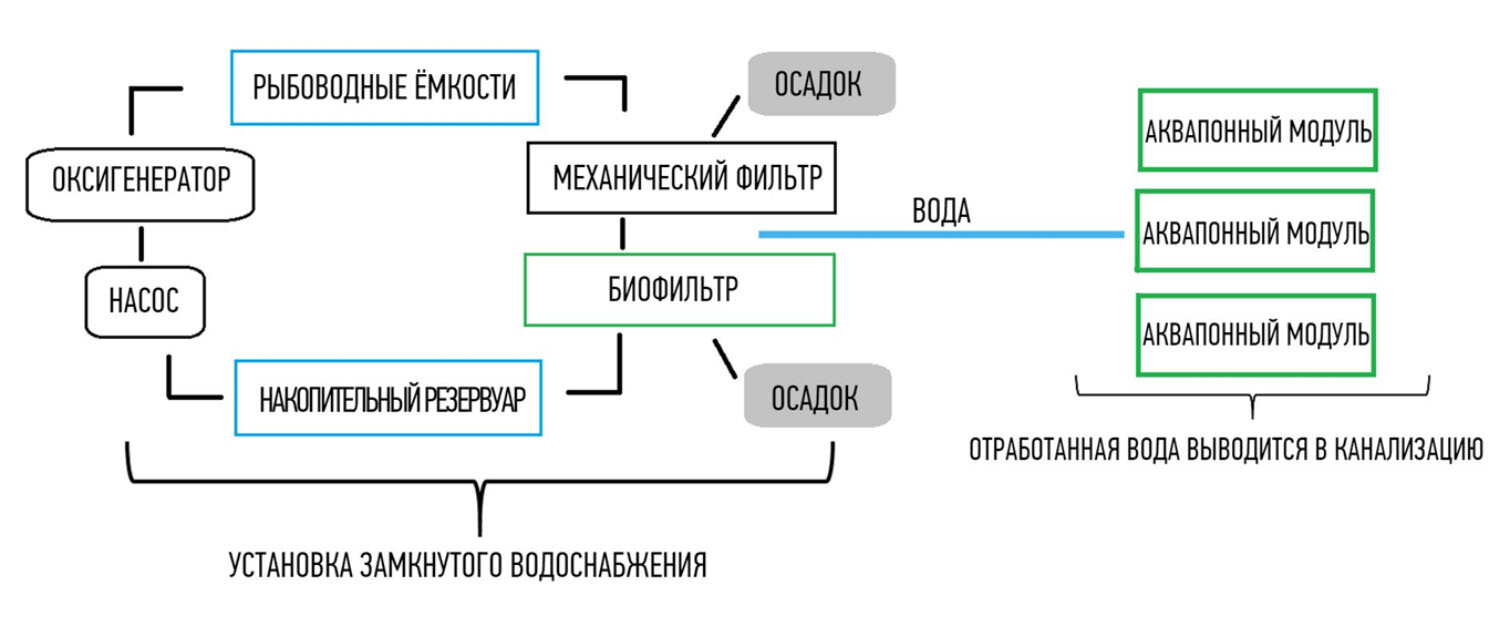 РЫБОВОДНЫЕ ЁМКОСТИ
ОСАДОК
АКВАПОННЫЙ МОДУЛЬ
ОКСИГЕНЕРАТОР
МЕХАНИЧЕСКИЙ ФИЛЬТР
ВОДА
АКВАПОННЫЙ МОДУЛЬ
НАСОС
БИОФИЛЬТР
АКВАПОННЫЙ МОДУЛЬ
НАКОПИТЕЛЬНЫЙ РЕЗЕРВУАР
ОСАДОК
ОТРАБОТАННАЯ ВОДА ВЫВОДИТСЯ В КАНАЛИЗАЦИЮ
УСТАНОВКА ЗАМКНУТОГО ВОДОСНАБЖЕНИЯ